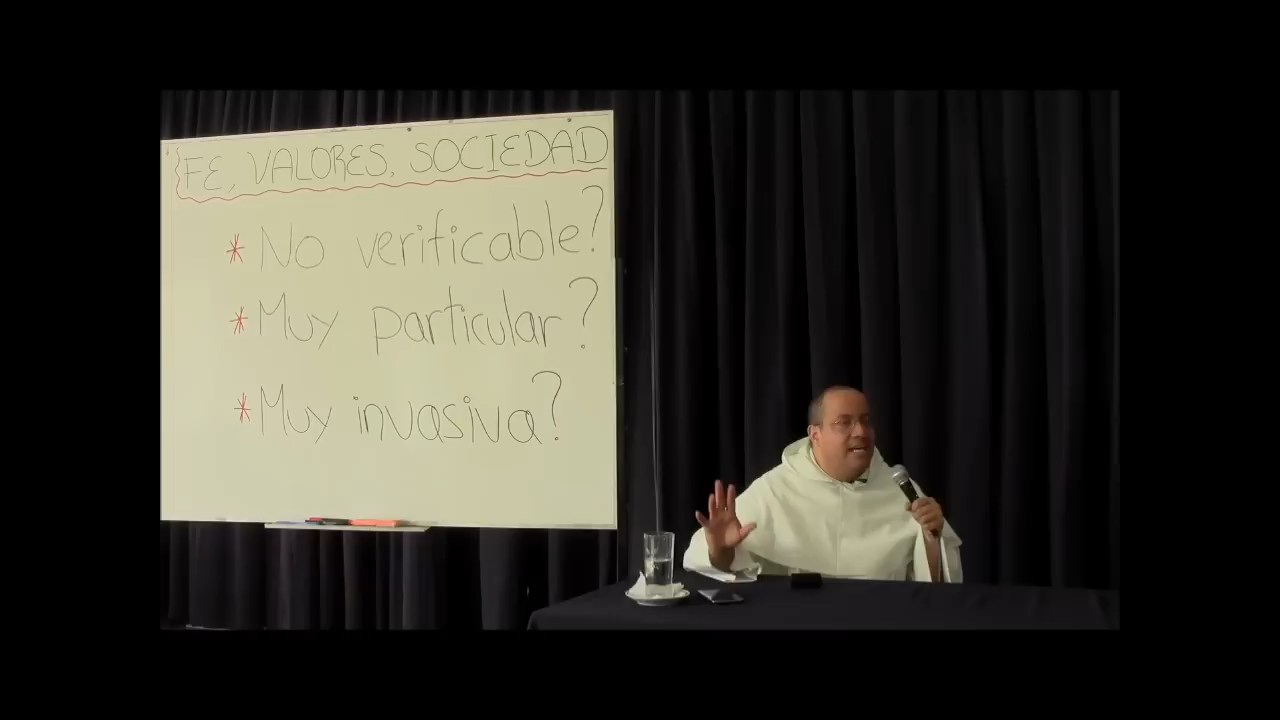 FE, VALORES, SOCIEDAD
* No verificable?
* Muy particular?
* Muy invasiva?